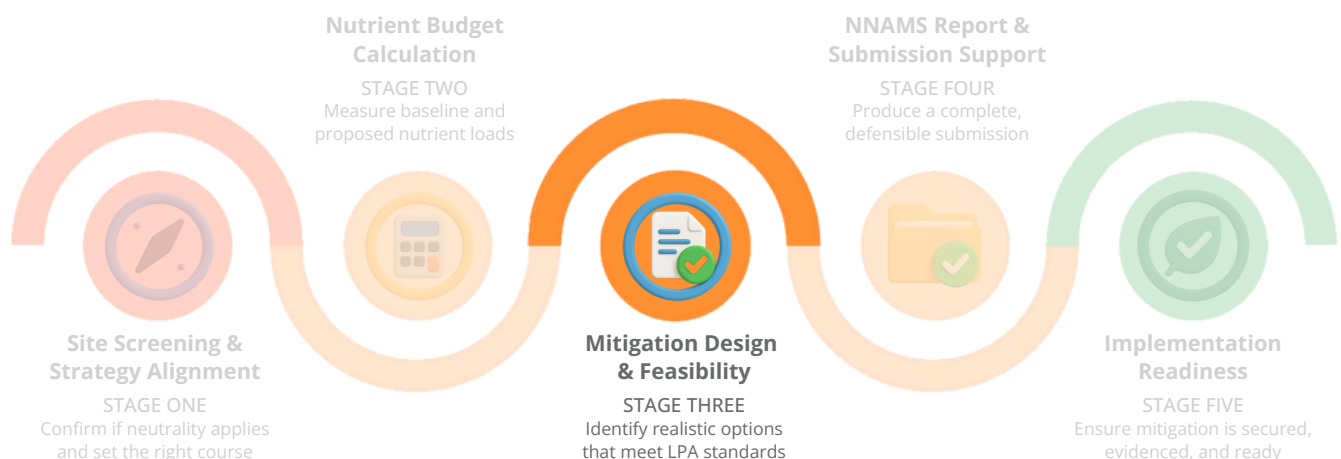 Site Screening &
Strategy Alignment
STAGE ONE
Confirm if neutrality applies
and set the right course
Nutrient Budget
Calculation
STAGE TWO
Measure baseline and
proposed nutrient loads
Mitigation Design
& Feasibility
STAGE THREE
Identify realistic options
that meet LPA standards
NNAMS Report &
Submission Support
STAGE FOUR
Produce a complete,
defensible submission
Implementation
Readiness
STAGE FIVE
Ensure mitigation is secured,
evidenced, and ready